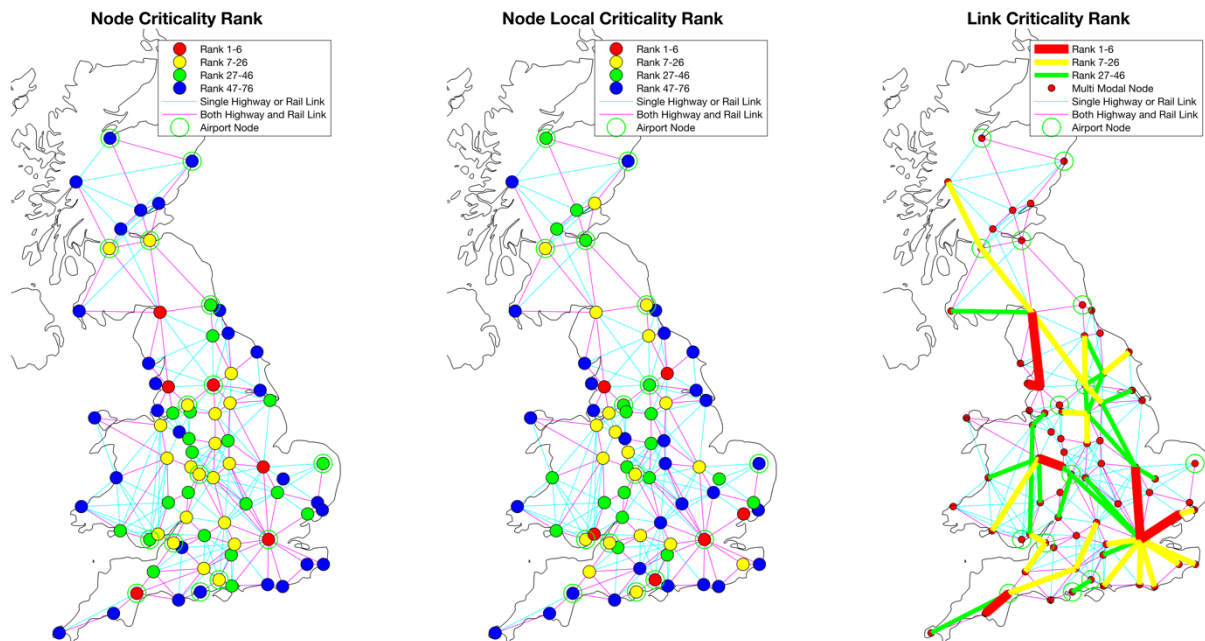 Node Criticality Rank
Rank 1-6
Rank 7-26
Rank 27-46
Rank 47-76
Single Highway or Rail Link
Both Highway and Rail Link
Airport Node
Node Local Criticality Rank
Rank 1-6
Rank 7-26
Rank 27-46
Rank 47-76
Single Highway or Rail Link
Both Highway and Rail Link
Airport Node
Link Criticality Rank
Rank 1-6
Rank 7-26
Rank 27-46
Multi Modal Node
Single Highway or Rail Link
Both Highway and Rail Link
Airport Node